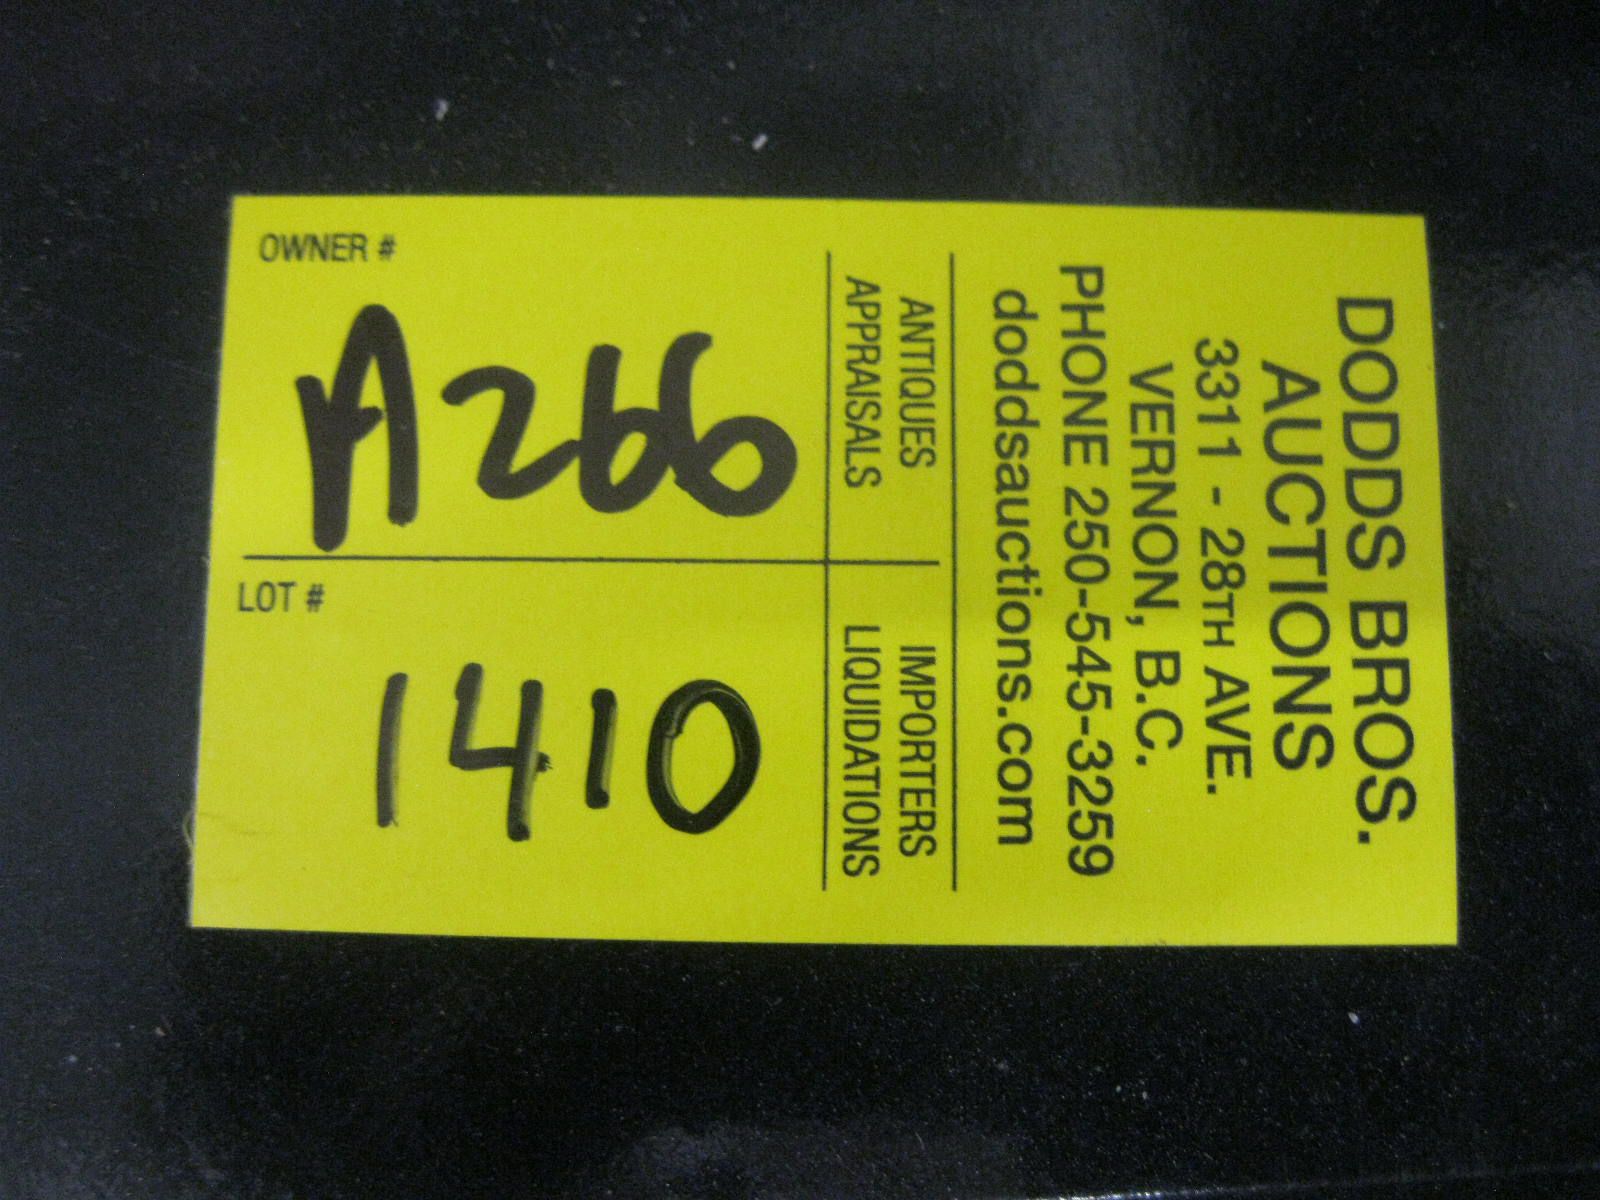 DODDS BROS.
AUCTIONS
3311 - 28TH AVE.
VERNON, B.C.
PHONE 250-545-3259
doddsauctions.com
ANTIQUES
APPRAISALS
IMPORTERS
LIQUIDATIONS
OWNER #
A266
LOT #
1410